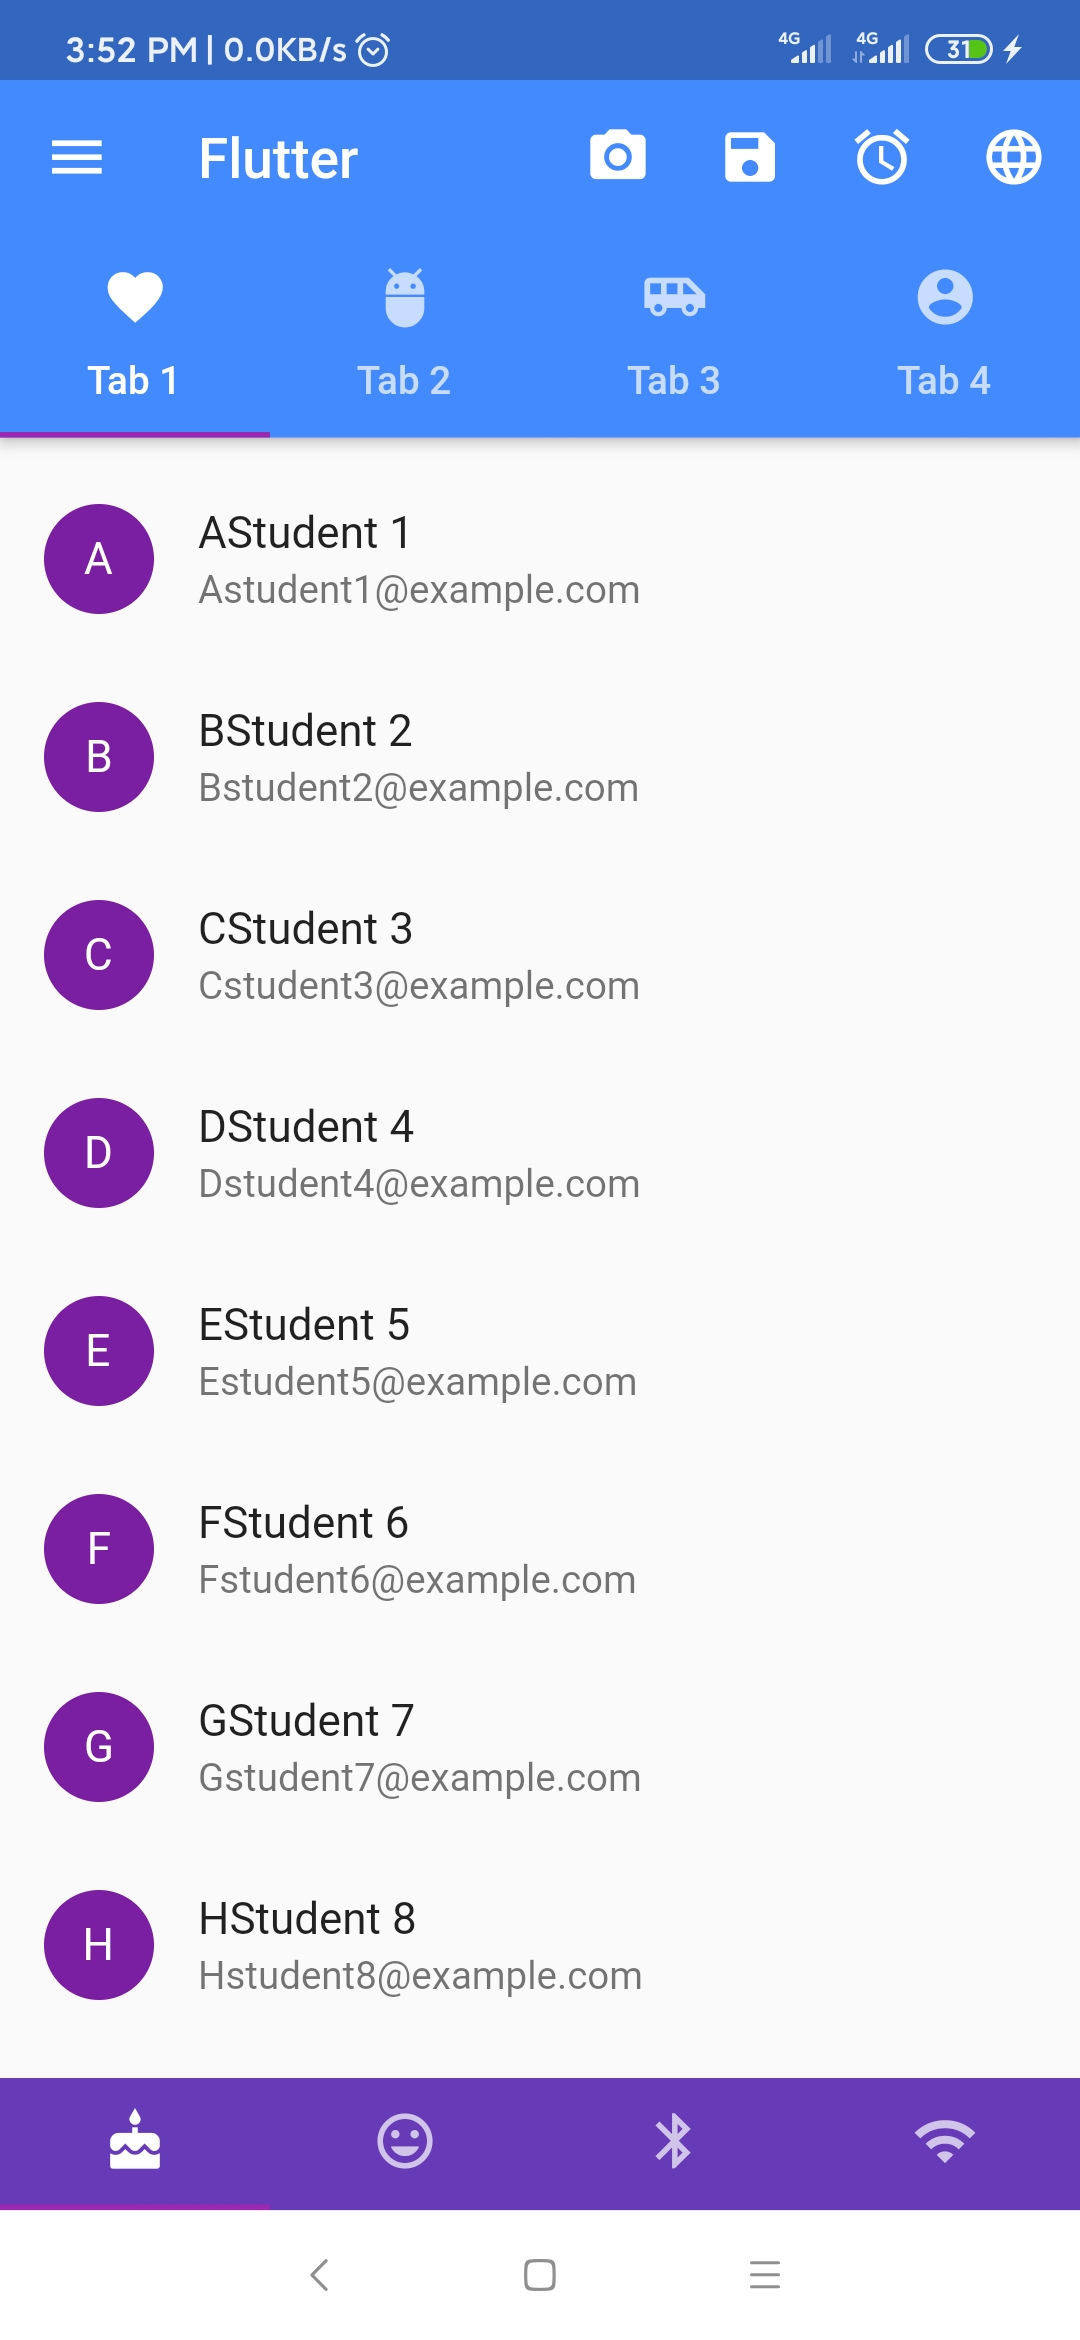 3:52 PM | 0.0KB/s 4G 4G 31
Flutter
Tab 1 Tab 2 Tab 3 Tab 4
A
AStudent 1
Astudent1@example.com
B
BStudent 2
Bstudent2@example.com
C
CStudent 3
Cstudent3@example.com
D
DStudent 4
Dstudent4@example.com
E
EStudent 5
Estudent5@example.com
F
FStudent 6
Fstudent6@example.com
G
GStudent 7
Gstudent7@example.com
H
HStudent 8
Hstudent8@example.com